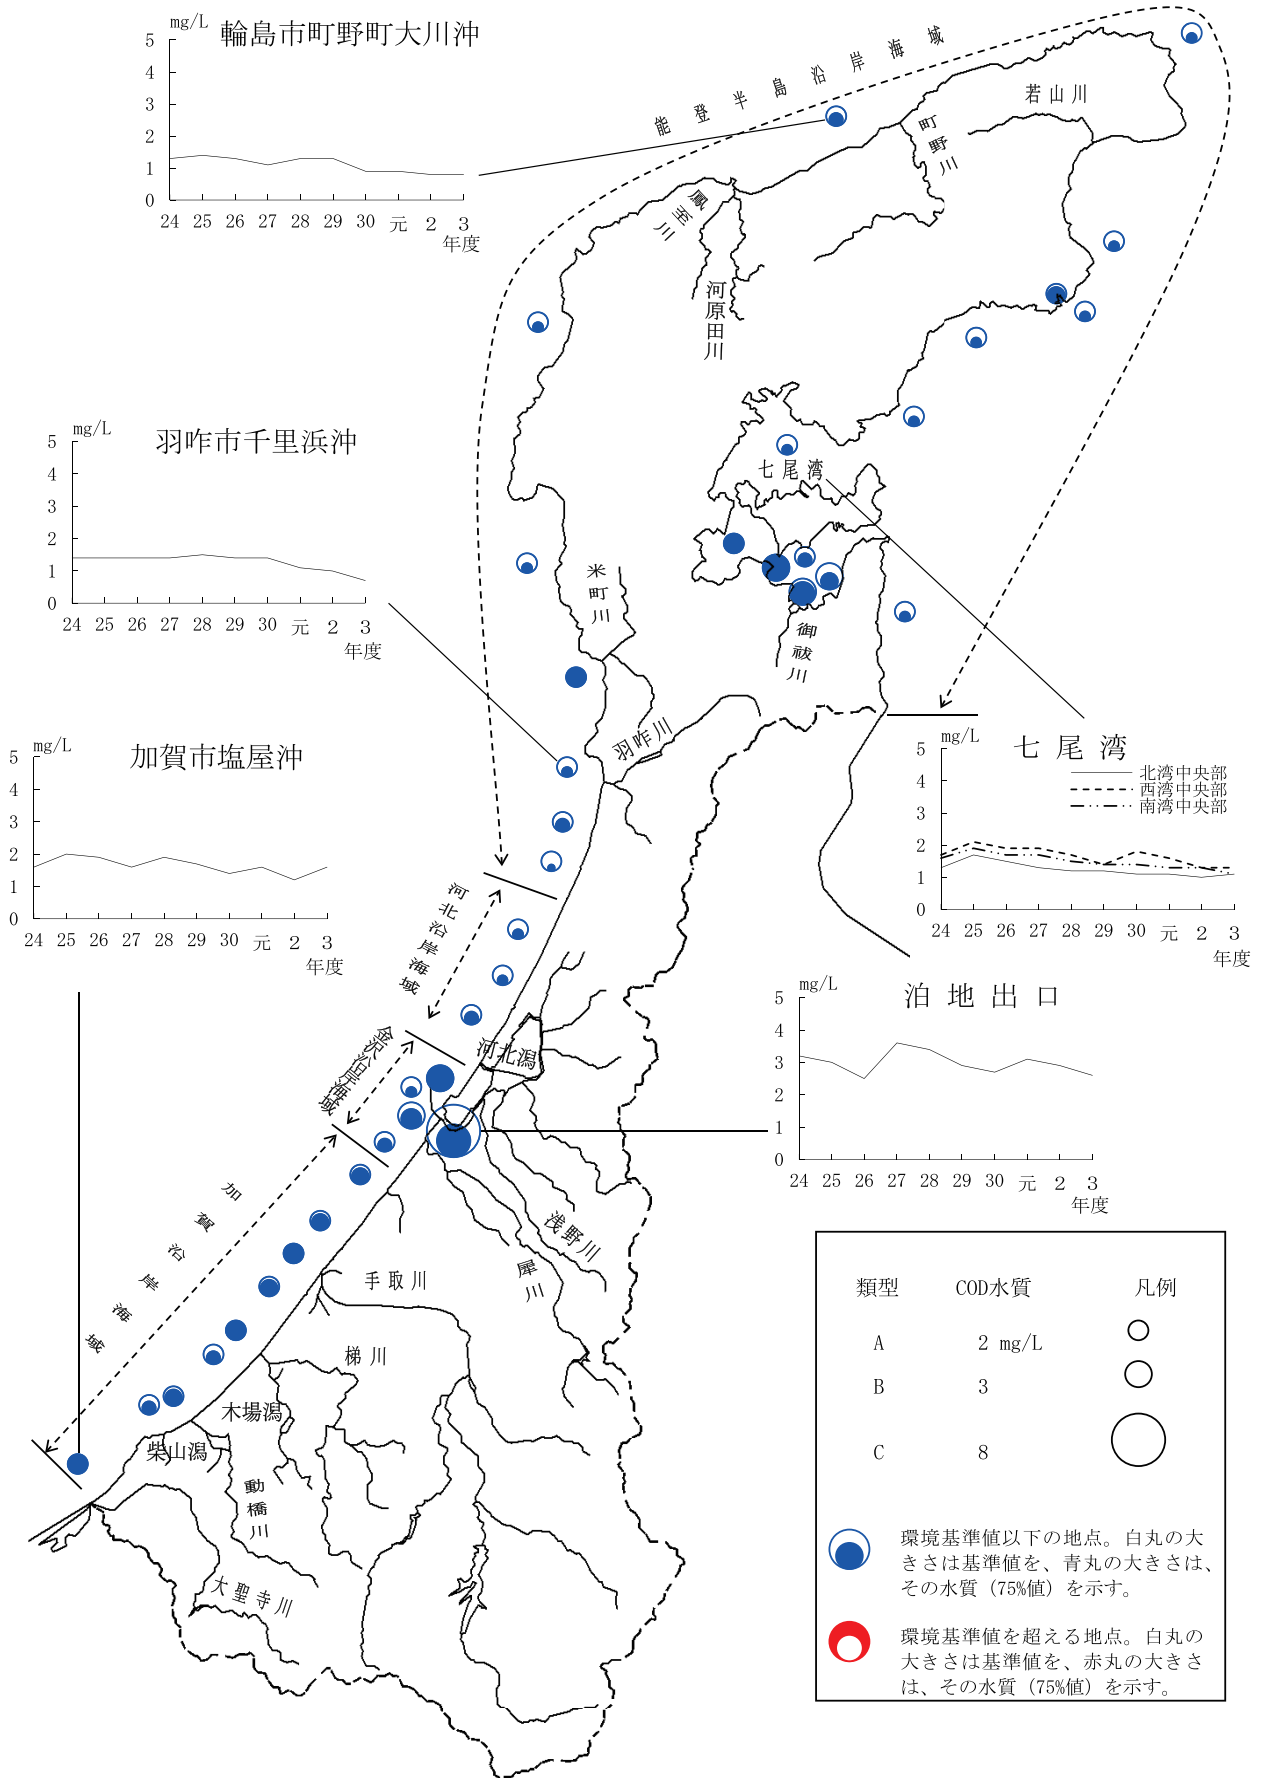 輪島市町野町大川沖
mg/L
5
4
3
2
1
0
24 25 26 27 28 29 30 元 2 3
年度
能登半島沿岸海域
若山川
町野川
鳳至川
河原田川
羽咋市千里浜沖
mg/L
5
4
3
2
1
0
24 25 26 27 28 29 30 元 2 3
年度
七尾湾
米町川
御祓川
羽咋川
加賀市塩屋沖
mg/L
5
4
3
2
1
0
24 25 26 27 28 29 30 元 2 3
年度
七尾湾
mg/L
北湾中央部
西湾中央部
南湾中央部
5
4
3
2
1
0
24 25 26 27 28 29 30 元 2 3
年度
河北沿岸海域
金沢沿岸海域
河北潟
泊地出口
mg/L
5
4
3
2
1
0
24 25 26 27 28 29 30 元 2 3
年度
加賀沿岸海域
浅野川
犀川
手取川
梯川
木場潟
柴山潟
動橋川
大聖寺川
類型 COD水質 凡例
A 2 mg/L
B 3
C 8
環境基準値以下の地点。白丸の大
きさは基準値を、青丸の大きさは、
その水質（75%値）を示す。
環境基準値を超える地点。白丸の
大きさは基準値を、赤丸の大きさ
は、その水質（75%値）を示す。